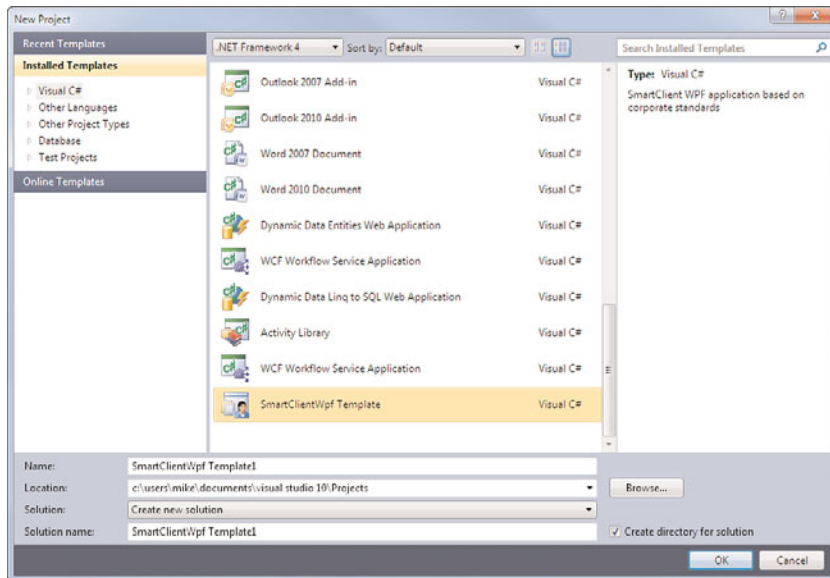 New Project
Recent Templates
Installed Templates
Visual C#
Other Languages
Other Project Types
Database
Test Projects
Online Templates
.NET Framework 4 Sort by: Default
Outlook 2007 Add-in Visual C#
Outlook 2010 Add-in Visual C#
Word 2007 Document Visual C#
Word 2010 Document Visual C#
Dynamic Data Entities Web Application Visual C#
WCF Workflow Service Application Visual C#
Dynamic Data Linq to SQL Web Application Visual C#
Activity Library Visual C#
WCF Workflow Service Application Visual C#
SmartClientWpf Template Visual C#
Search Installed Templates
Type: Visual C#
SmartClient WPF application based on
corporate standards
Name: SmartClientWpf Template1
Location: c:\users\mike\documents\visual studio 10\Projects Browse...
Solution: Create new solution
Solution name: SmartClientWpf Template1 Create directory for solution
OK Cancel